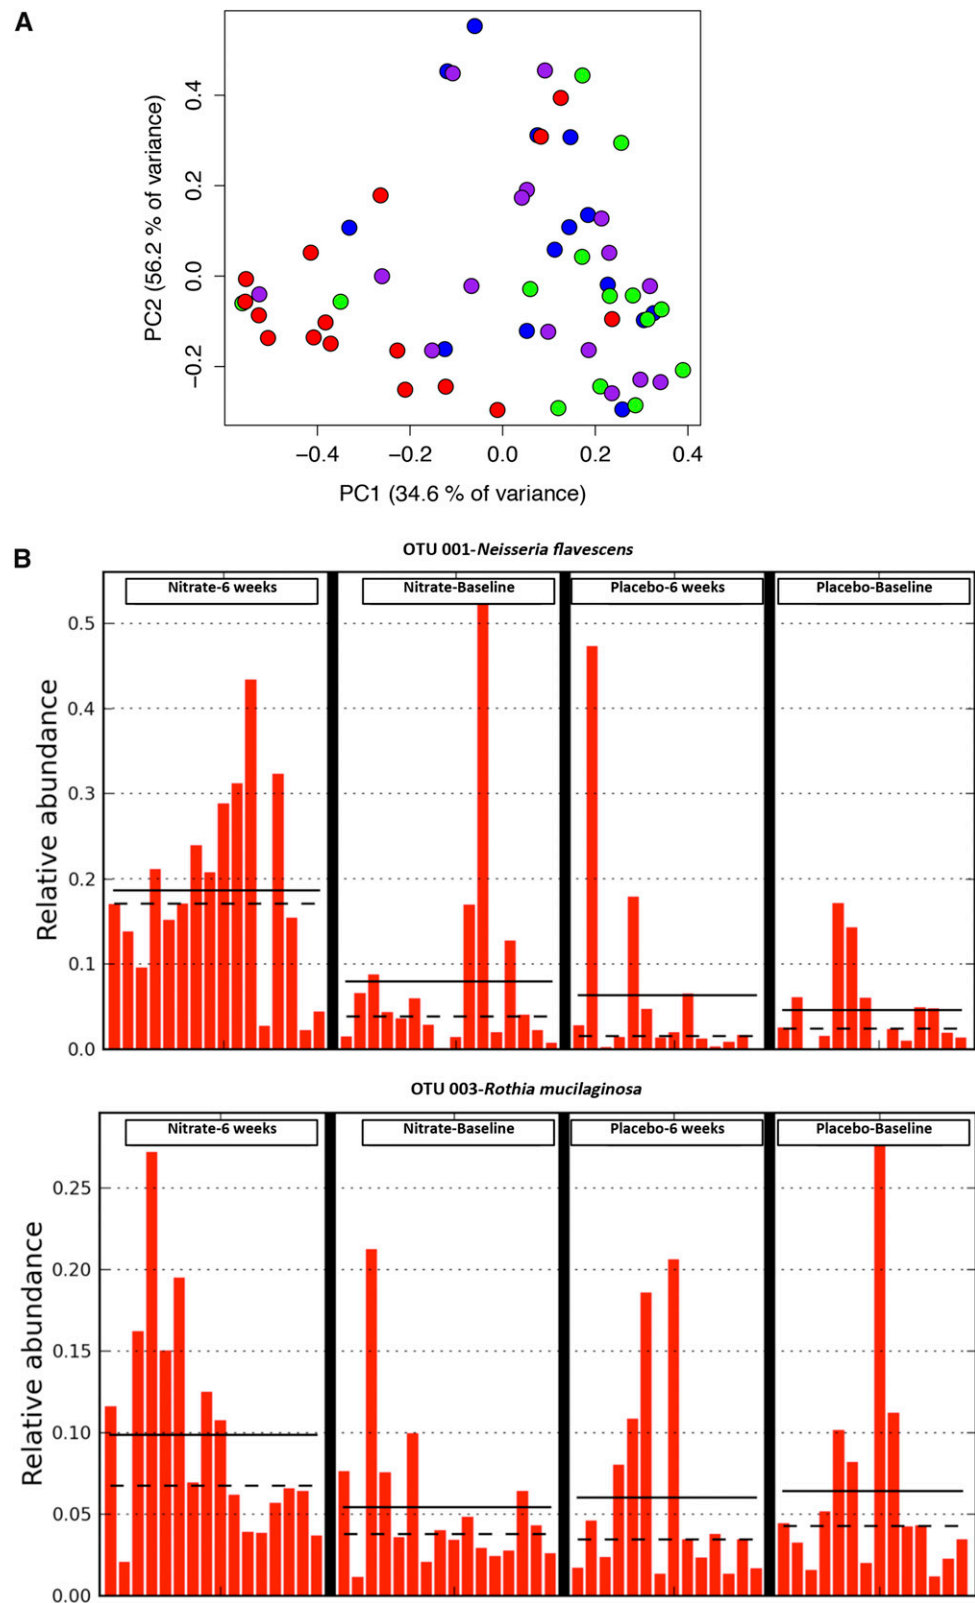 A
PC2 (56.2 % of variance)
0.4
0.2
0.0
−0.2
−0.4
−0.2
0.0
0.2
0.4
PC1 (34.6 % of variance)
B
OTU 001-Neisseria flavescens
Nitrate-6 weeks
Nitrate-Baseline
Placebo-6 weeks
Placebo-Baseline
Relative abundance
0.5
0.4
0.3
0.2
0.1
0.0
OTU 003-Rothia mucilaginosa
Nitrate-6 weeks
Nitrate-Baseline
Placebo-6 weeks
Placebo-Baseline
Relative abundance
0.25
0.20
0.15
0.10
0.05
0.00